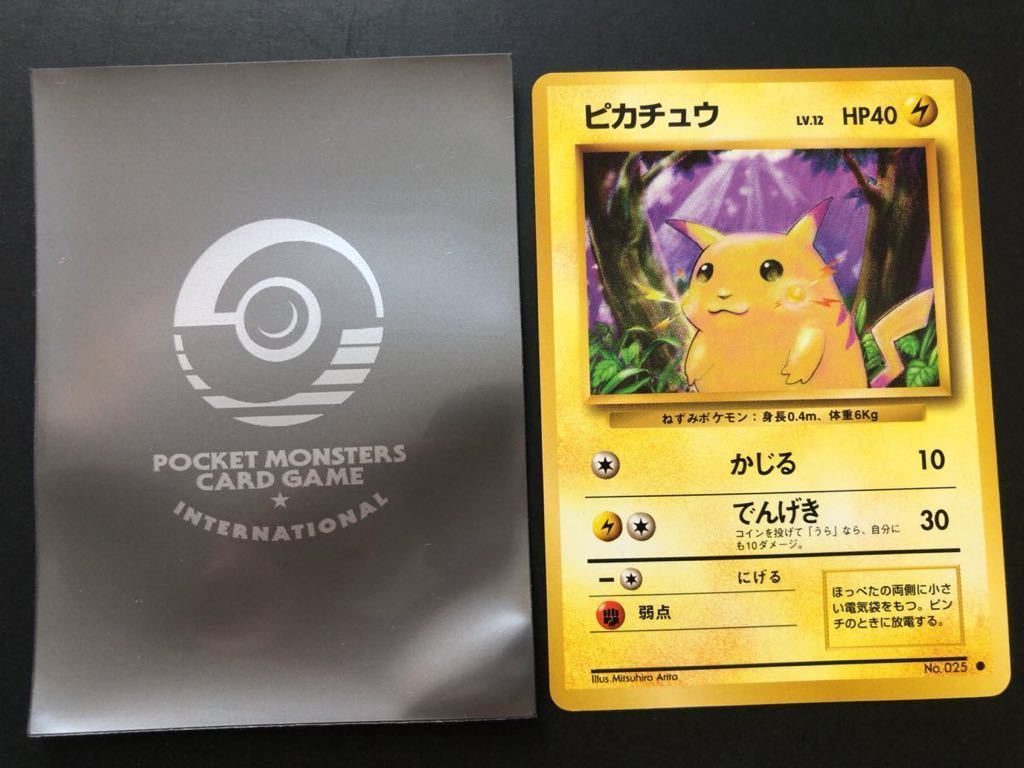 POCKET MONSTERS
CARD GAME
INTERNATIONAL
ピカチュウ LV.12 HP40
ねずみポケモン：身長0.4m、体重6Kg
かじる 10
でんげき 30
コインを投げて「うら」なら、自分に
も10ダメージ。
にげる
弱点
ほっぺたの両側に小さ
い電気袋をもつ。ピン
チのときに放電する。
Illus.Mitsuhiro Arita
No.025